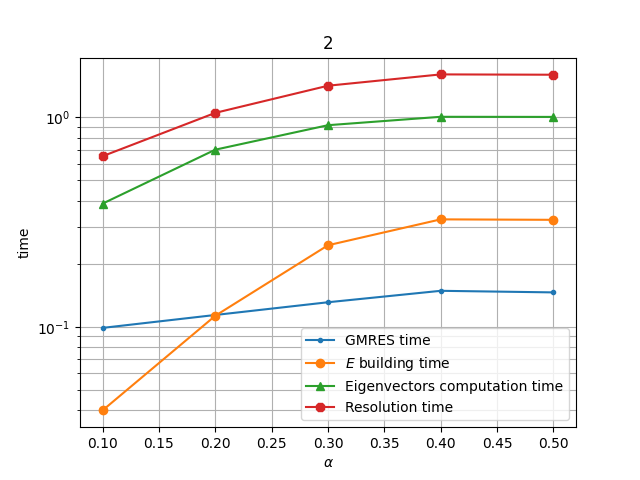 2
10⁰
10⁻¹
time
0.10 0.15 0.20 0.25 0.30 0.35 0.40 0.45 0.50
α
GMRES time
E building time
Eigenvectors computation time
Resolution time